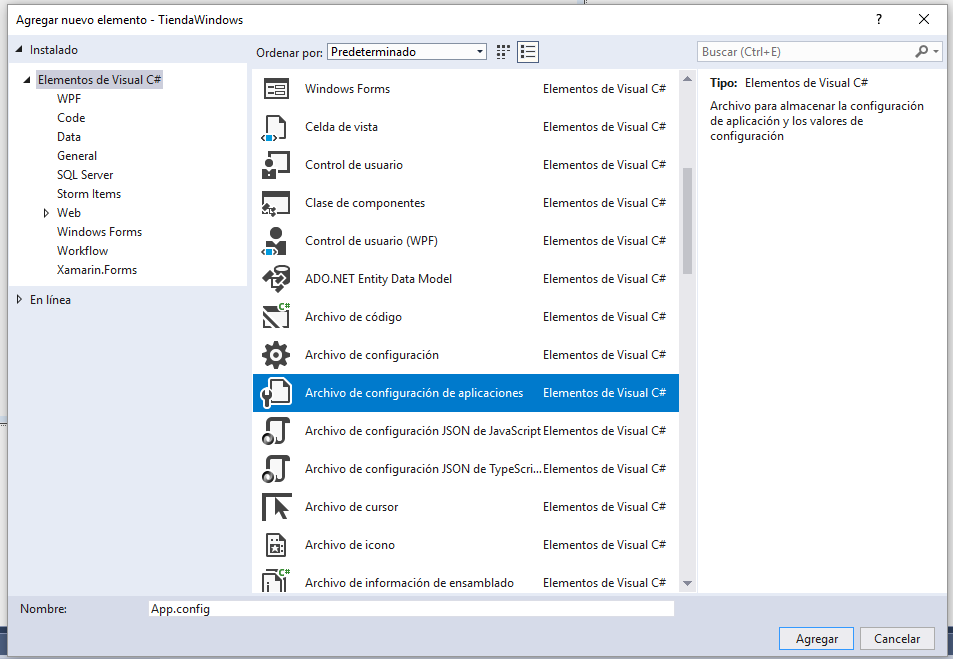 Agregar nuevo elemento - TiendaWindows
?
Instalado
Ordenar por: Predeterminado
Buscar (Ctrl+E)
Elementos de Visual C#
WPF
Code
Data
General
SQL Server
Storm Items
Web
Windows Forms
Workflow
Xamarin.Forms
En línea
Windows Forms Elementos de Visual C#
Celda de vista Elementos de Visual C#
Control de usuario Elementos de Visual C#
Clase de componentes Elementos de Visual C#
Control de usuario (WPF) Elementos de Visual C#
ADO.NET Entity Data Model Elementos de Visual C#
C# Archivo de código Elementos de Visual C#
Archivo de configuración Elementos de Visual C#
Archivo de configuración de aplicaciones Elementos de Visual C#
Archivo de configuración JSON de JavaScript Elementos de Visual C#
Archivo de configuración JSON de TypeScri... Elementos de Visual C#
Archivo de cursor Elementos de Visual C#
Archivo de icono Elementos de Visual C#
C# Archivo de información de ensamblado Elementos de Visual C#
Tipo: Elementos de Visual C#
Archivo para almacenar la configuración
de aplicación y los valores de
configuración
Nombre: App.config
Agregar Cancelar